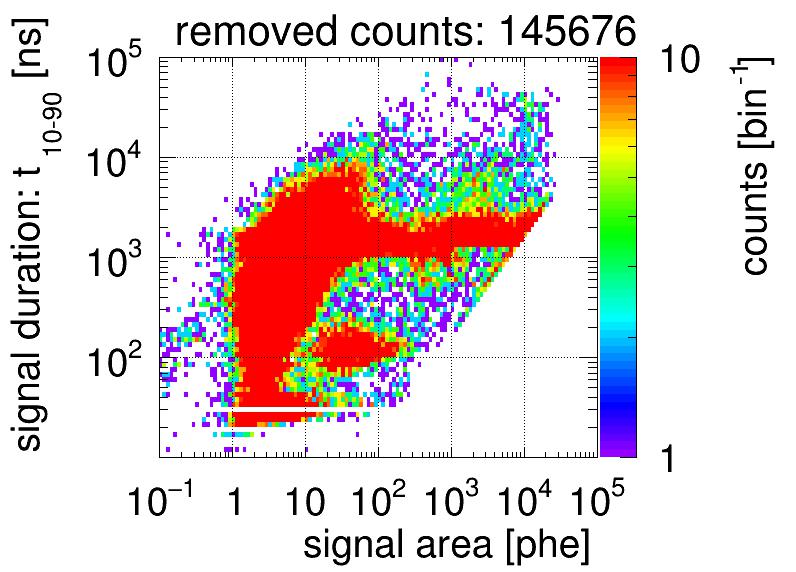 removed counts: 145676
signal duration: t 10-90 [ns]
10^5
10^4
10^3
10^2
10^-1 1 10 10^2 10^3 10^4 10^5
signal area [phe]
10
1
counts [bin^-1]